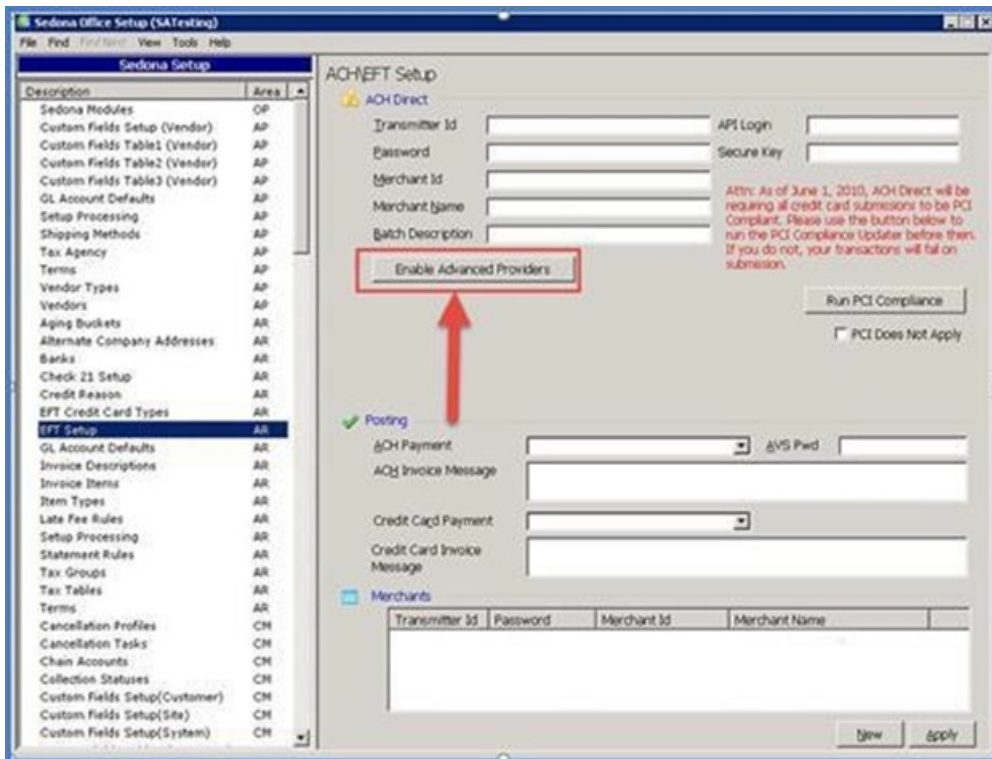 Sedona Office Setup (SATesting)
File Find Find Next View Tools Help
Sedona Setup
Description Area
Sedona Modules OP
Custom Fields Setup (Vendor) AP
Custom Fields Table1 (Vendor) AP
Custom Fields Table2 (Vendor) AP
Custom Fields Table3 (Vendor) AP
GL Account Defaults AP
Setup Processing AP
Shipping Methods AP
Tax Agency AP
Terms AP
Vendor Types AP
Vendors AP
Aging Buckets AR
Alternate Company Addresses AR
Banks AR
Check 21 Setup AR
Credit Reason AR
EFT Credit Card Types AR
EFT Setup AR
GL Account Defaults AR
Invoice Descriptions AR
Invoice Items AR
Item Types AR
Late Fee Rules AR
Setup Processing AR
Statement Rules AR
Tax Groups AR
Tax Tables AR
Terms AR
Cancellation Profiles CM
Cancellation Tasks CM
Chain Accounts CM
Collection Statuses CM
Custom Fields Setup(Customer) CM
Custom Fields Setup(Site) CM
Custom Fields Setup(System) CM
ACH\EFT Setup
ACH Direct
Transmitter Id
Password
Merchant Id
Merchant Name
Batch Description
API Login
Secure Key
Attn: As of June 1, 2010, ACH Direct will be
requiring all credit card submissions to be PCI
Compliant. Please use the button below to
run the PCI Compliance Updater before then.
If you do not, your transactions will fail on
submission.
Enable Advanced Providers
Run PCI Compliance
PCI Does Not Apply
Posting
ACH Payment
AVS Pwd
ACH Invoice Message
Credit Card Payment
Credit Card Invoice
Message
Merchants
Transmitter Id Password Merchant Id Merchant Name
New Apply